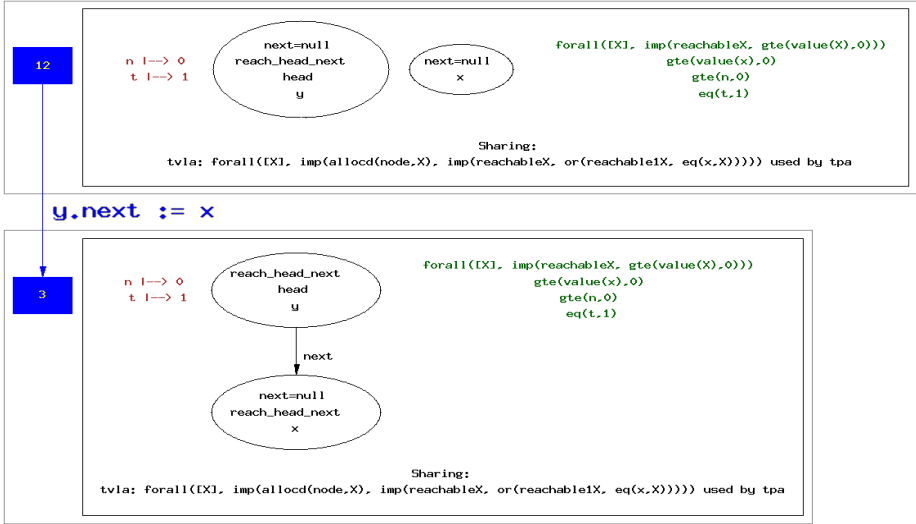 12
n |--> 0
t |--> 1
next=null
reach_head_next
head
y
next=null
x
forall([X], imp(reachableX, gte(value(X),0)))
gte(value(x),0)
gte(n,0)
eq(t,1)
Sharing:
tvla: forall([X], imp(allocd(node,X), imp(reachableX, or(reachable1X, eq(x,X))))) used by tpa
y.next := x
3
n |--> 0
t |--> 1
reach_head_next
head
y
next
next=null
reach_head_next
x
forall([X], imp(reachableX, gte(value(X),0)))
gte(value(x),0)
gte(n,0)
eq(t,1)
Sharing:
tvla: forall([X], imp(allocd(node,X), imp(reachableX, or(reachable1X, eq(x,X))))) used by tpa